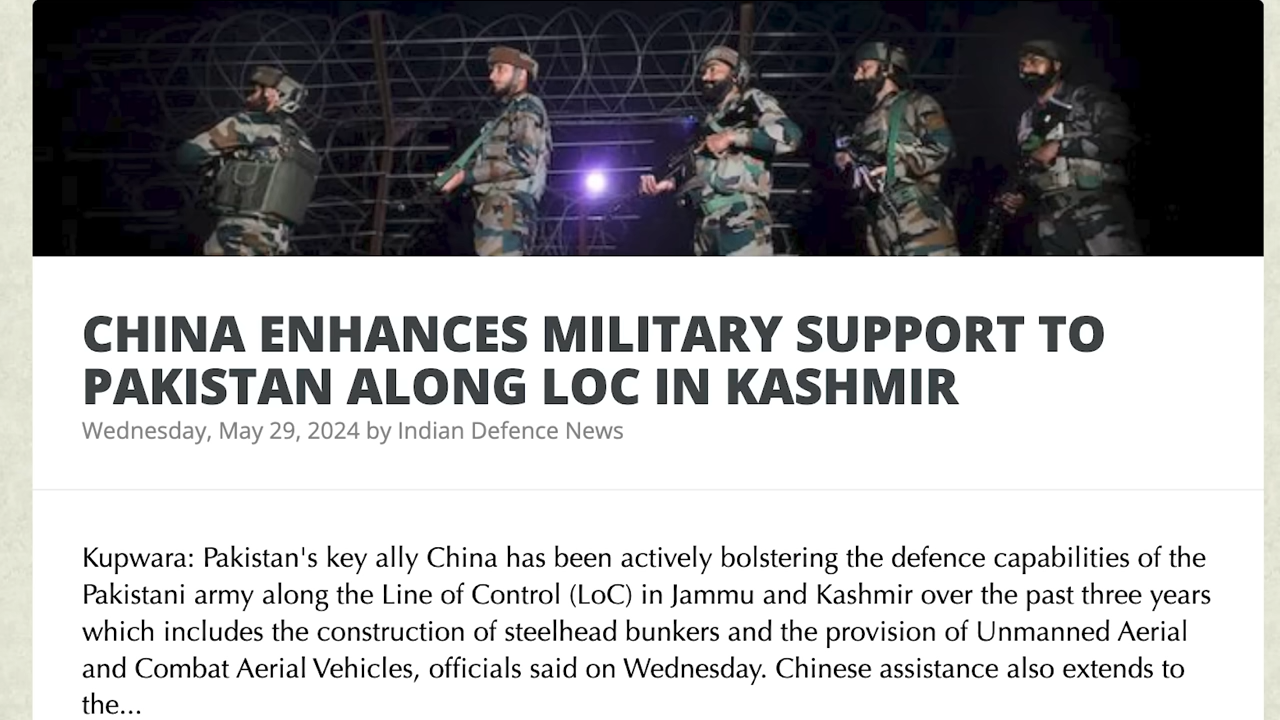 CHINA ENHANCES MILITARY SUPPORT TO
PAKISTAN ALONG LOC IN KASHMIR
Wednesday, May 29, 2024 by Indian Defence News
Kupwara: Pakistan's key ally China has been actively bolstering the defence capabilities of the
Pakistani army along the Line of Control (LoC) in Jammu and Kashmir over the past three years
which includes the construction of steelhead bunkers and the provision of Unmanned Aerial
and Combat Aerial Vehicles, officials said on Wednesday. Chinese assistance also extends to
the...